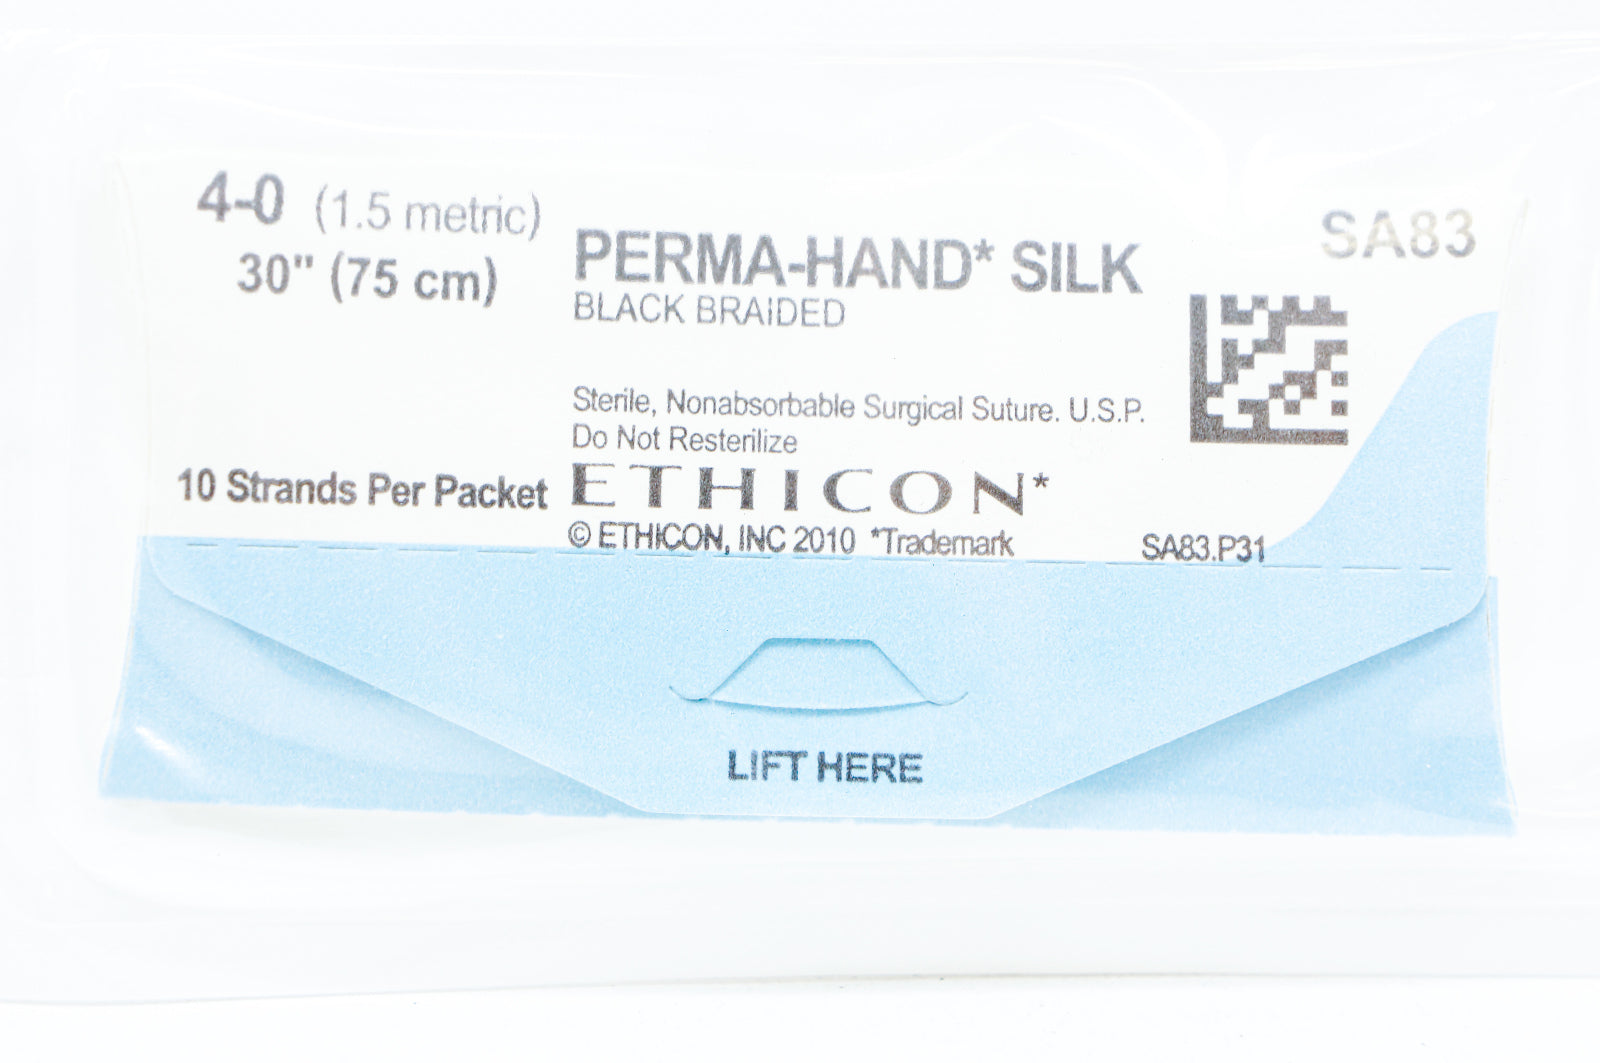 4-0 (1.5 metric)
30" (75 cm)
PERMA-HAND* SILK
BLACK BRAIDED
SA83
Sterile, Nonabsorbable Surgical Suture. U.S.P.
Do Not Resterilize
10 Strands Per Packet
ETHICON*
© ETHICON, INC 2010 *Trademark
SA83.P31
LIFT HERE